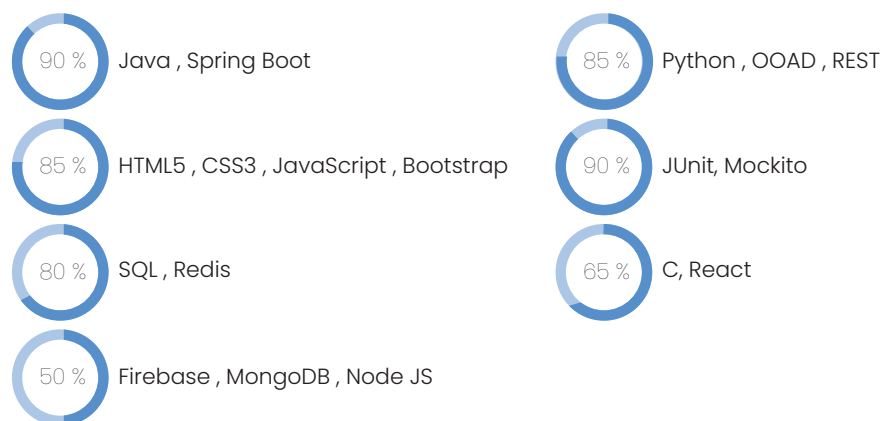 90 % Java , Spring Boot
85 % Python , OOAD , REST
85 % HTML5 , CSS3 , JavaScript , Bootstrap
90 % JUnit, Mockito
80 % SQL , Redis
65 % C, React
50 % Firebase , MongoDB , Node JS